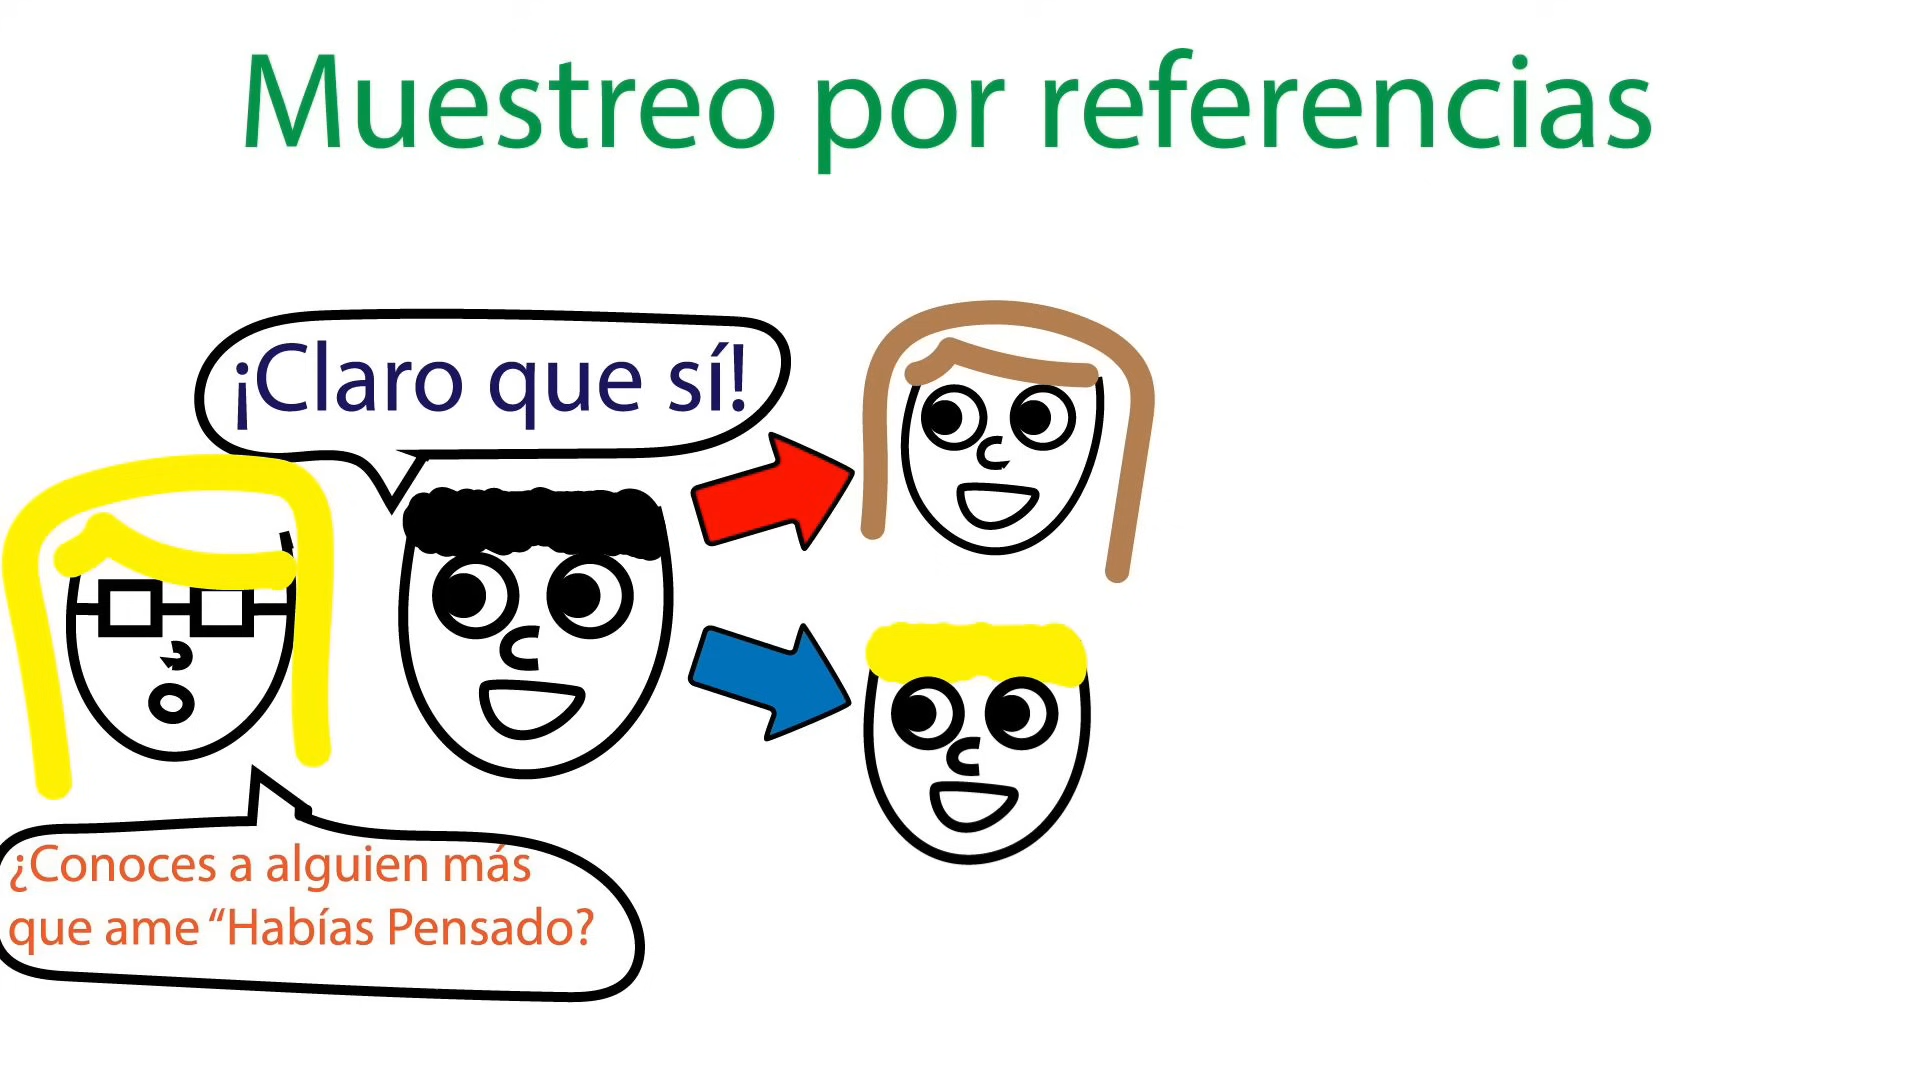 Muestreo por referencias
¡Claro que sí!
¿Conoces a alguien más
que ame “Habías Pensado?